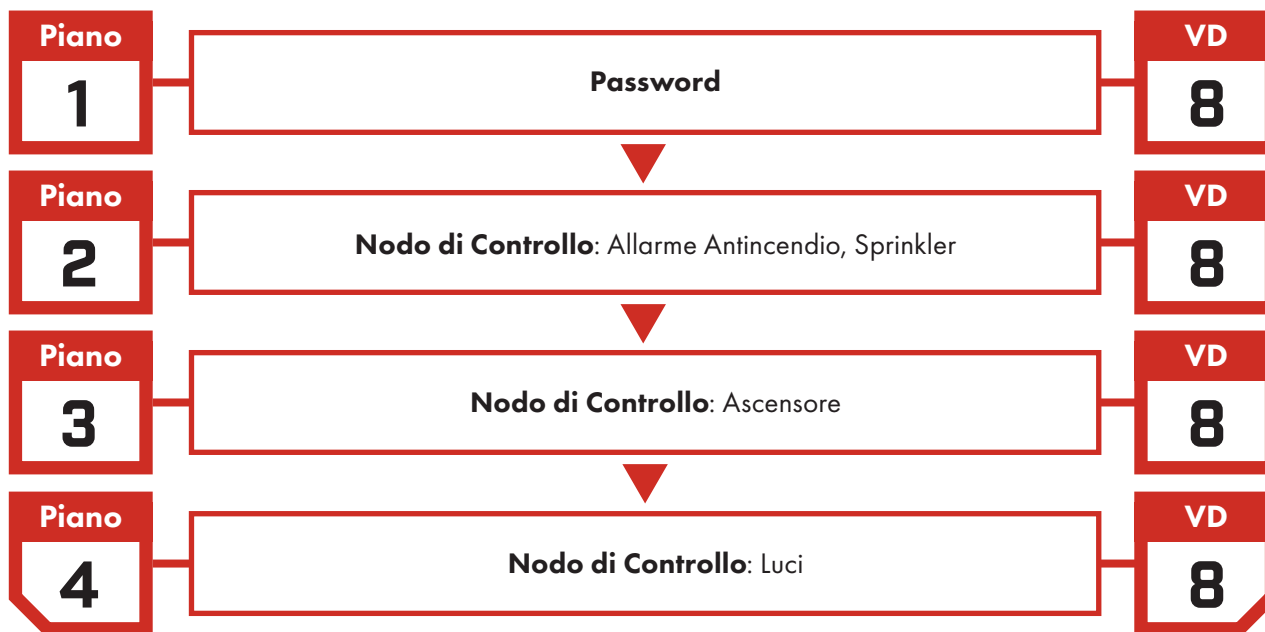 Piano
1
Password
VD
8
Piano
2
Nodo di Controllo: Allarme Antincendio, Sprinkler
VD
8
Piano
3
Nodo di Controllo: Ascensore
VD
8
Piano
4
Nodo di Controllo: Luci
VD
8